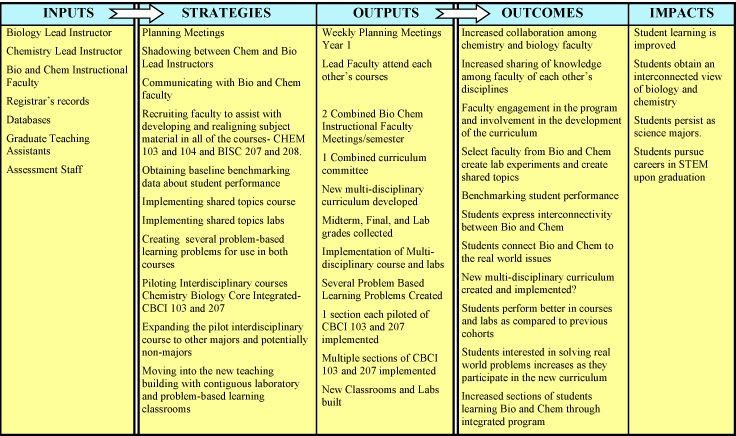 INPUTS
STRATEGIES
OUTPUTS
OUTCOMES
IMPACTS
Biology Lead Instructor
Chemistry Lead Instructor
Bio and Chem Instructional
Faculty
Registrar's records
Databases
Graduate Teaching
Assistants
Assessment Staff
Planning Meetings
Shadowing between Chem and Bio
Lead Instructors
Communicating with Bio and Chem
faculty
Recruiting faculty to assist with
developing and realigning subject
material in all of the courses- CHEM
103 and 104 and BISC 207 and 208.
Obtaining baseline benchmarking
data about student performance
Implementing shared topics course
Implementing shared topics labs
Creating several problem-based
learning problems for use in both
courses
Piloting Interdisciplinary courses
Chemistry Biology Core Integrated-
CBCI 103 and 207
Expanding the pilot interdisciplinary
course to other majors and potentially
non-majors
Moving into the new teaching
building with contiguous laboratory
and problem-based learning
classrooms
Weekly Planning Meetings
Year 1
Lead Faculty attend each
other's courses
2 Combined Bio Chem
Instructional Faculty
Meetings/semester
1 Combined curriculum
committee
New multi-disciplinary
curriculum developed
Midterm, Final, and Lab
grades collected
Implementation of Multi-
disciplinary course and labs
Several Problem Based
Learning Problems Created
1 section each piloted of
CBCI 103 and 207
implemented
Multiple sections of CBCI
103 and 207 implemented
New Classrooms and Labs
built
Increased collaboration among
chemistry and biology faculty
Increased sharing of knowledge
among faculty of each other's
disciplines
Faculty engagement in the program
and involvement in the development
of the curriculum
Select faculty from Bio and Chem
create lab experiments and create
shared topics
Benchmarking student performance
Students express interconnectivity
between Bio and Chem
Students connect Bio and Chem to
the real world issues
New multi-disciplinary curriculum
created and implemented?
Students perform better in courses
and labs as compared to previous
cohorts
Students interested in solving real
world problems increases as they
participate in the new curriculum
Increased sections of students
learning Bio and Chem through
integrated program
Student learning is
improved
Students obtain an
interconnected view
of biology and
chemistry
Students persist as
science majors.
Students pursue
careers in STEM
upon graduation